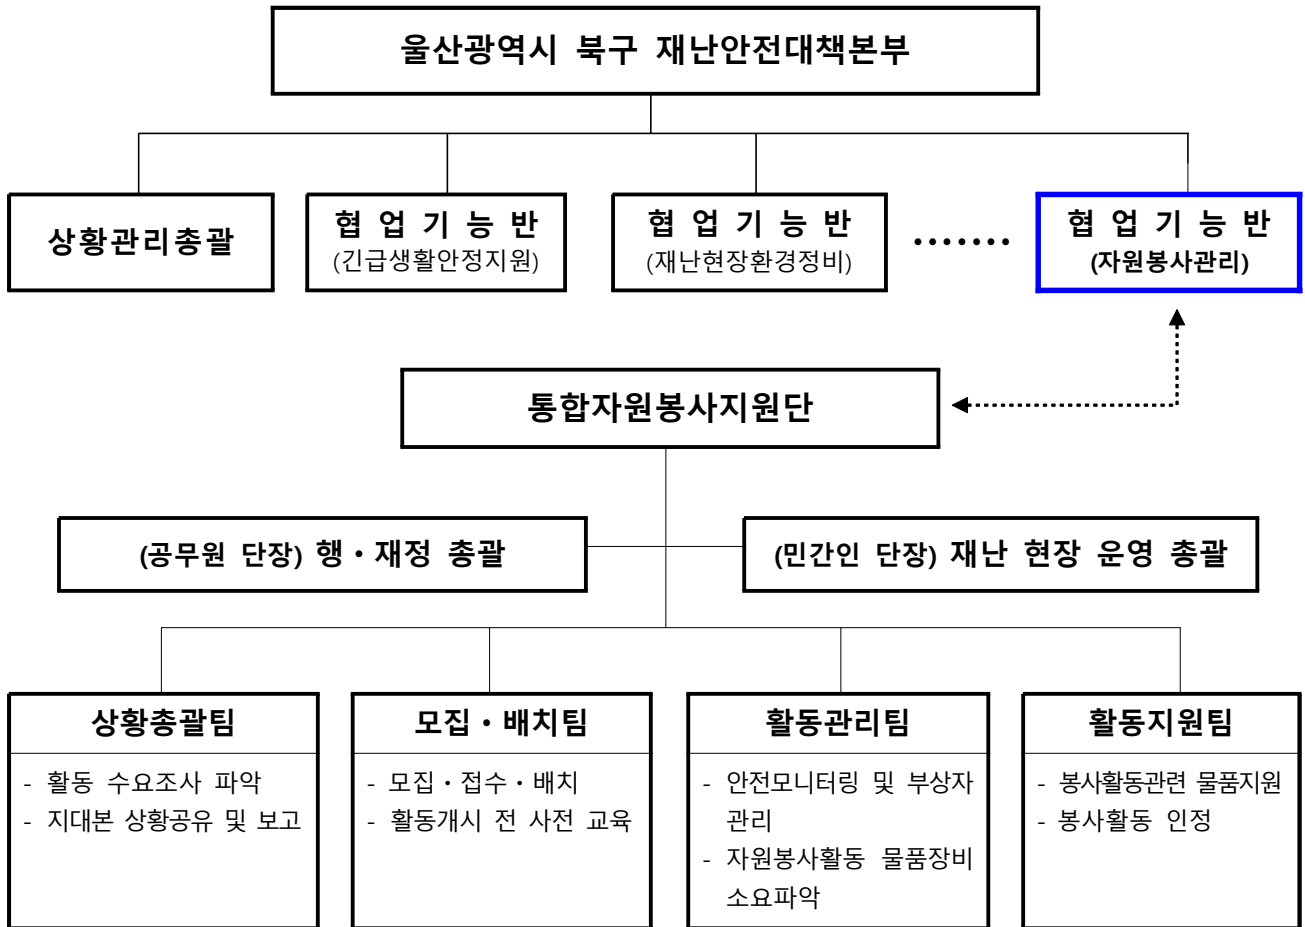 울산광역시 북구 재난안전대책본부
상황관리총괄
협 업 기 능 반
(긴급생활안정지원)
협 업 기 능 반
(재난현장환경정비)
·······
협 업 기 능 반
(자원봉사관리)
통합자원봉사지원단
(공무원 단장) 행·재정 총괄
(민간인 단장) 재난 현장 운영 총괄
상황총괄팀
- 활동 수요조사 파악
- 지대본 상황공유 및 보고
모집·배치팀
- 모집·접수·배치
- 활동개시 전 사전 교육
활동관리팀
- 안전모니터링 및 부상자
관리
- 자원봉사활동 물품장비
소요파악
활동지원팀
- 봉사활동관련 물품지원
- 봉사활동 인정